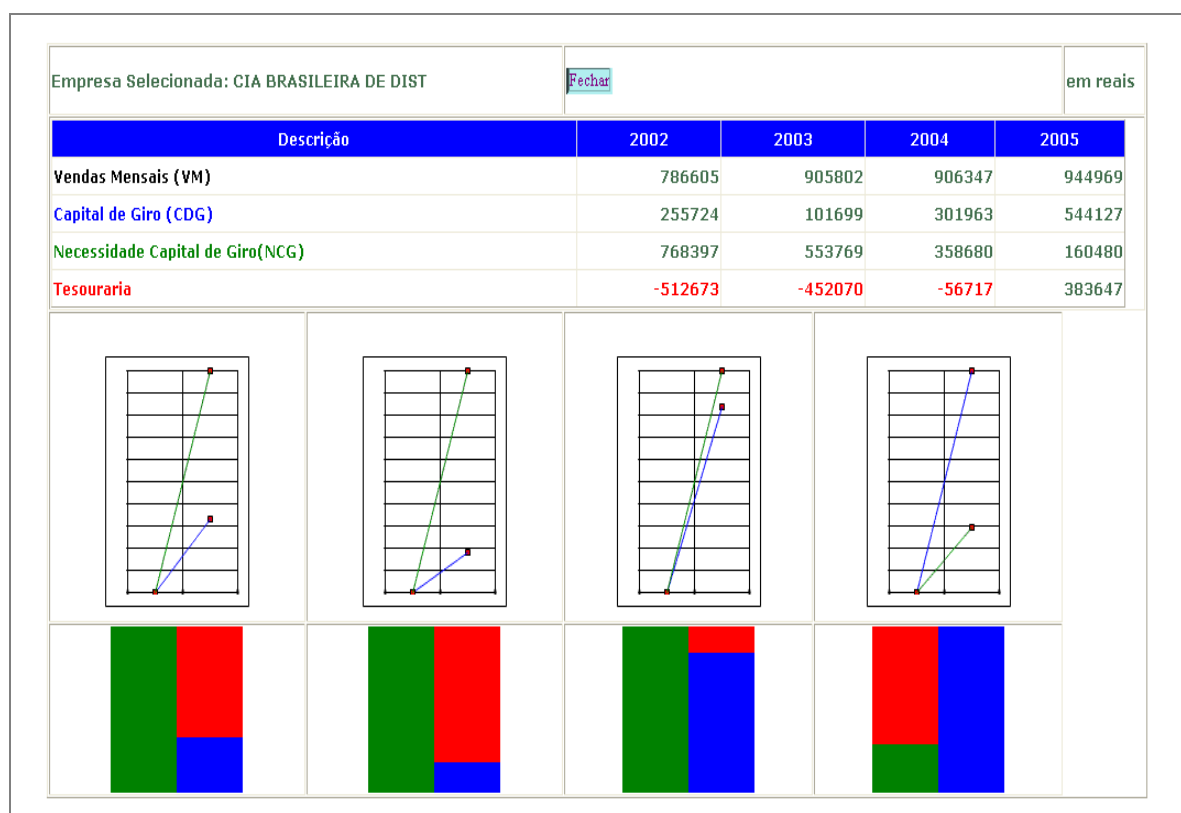 Empresa Selecionada: CIA BRASILEIRA DE DIST Fechar em reais
Descrição 2002 2003 2004 2005
Vendas Mensais (VM) 786605 905802 906347 944969
Capital de Giro (CDG) 255724 101699 301963 544127
Necessidade Capital de Giro(NCG) 768397 553769 358680 160480
Tesouraria -512673 -452070 -56717 383647